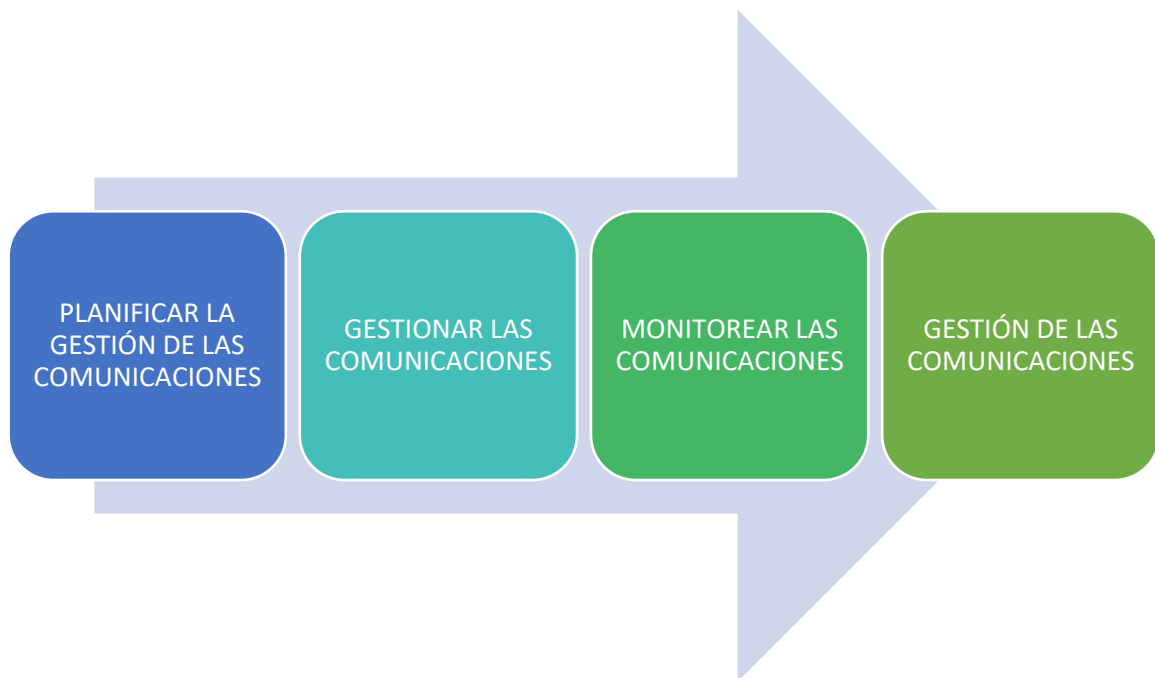 PLANIFICAR LA
GESTIÓN DE LAS
COMUNICACIONES
GESTIONAR LAS
COMUNICACIONES
MONITOREAR LAS
COMUNICACIONES
GESTIÓN DE LAS
COMUNICACIONES